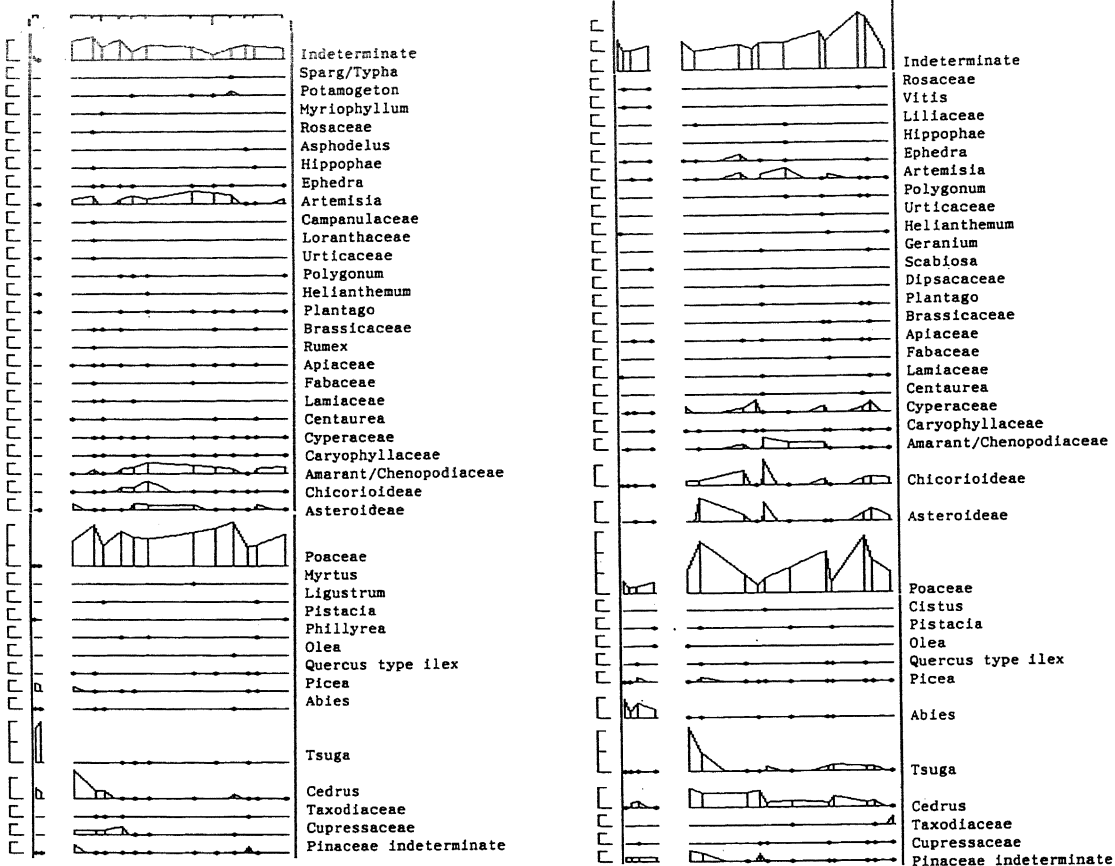 Indeterminate
Sparg/Typha
Potamogeton
Myriophyllum
Rosaceae
Asphodelus
Hippophae
Ephedra
Artemisia
Campanulaceae
Loranthaceae
Urticaceae
Polygonum
Helianthemum
Plantago
Brassicaceae
Rumex
Apiaceae
Fabaceae
Lamiaceae
Centaurea
Cyperaceae
Caryophyllaceae
Amarant/Chenopodiaceae
Chicorioideae
Asteroideae
Poaceae
Myrtus
Ligustrum
Pistacia
Phillyrea
Olea
Quercus type ilex
Picea
Abies
Tsuga
Cedrus
Taxodiaceae
Cupressaceae
Pinaceae indeterminate
Indeterminate
Rosaceae
Vitis
Liliaceae
Hippophae
Ephedra
Artemisia
Polygonum
Urticaceae
Helianthemum
Geranium
Scabiosa
Dipsacaceae
Plantago
Brassicaceae
Apiaceae
Fabaceae
Lamiaceae
Centaurea
Cyperaceae
Caryophyllaceae
Amarant/Chenopodiaceae
Chicorioideae
Asteroideae
Poaceae
Cistus
Pistacia
Olea
Quercus type ilex
Picea
Abies
Tsuga
Cedrus
Taxodiaceae
Cupressaceae
Pinaceae indeterminate